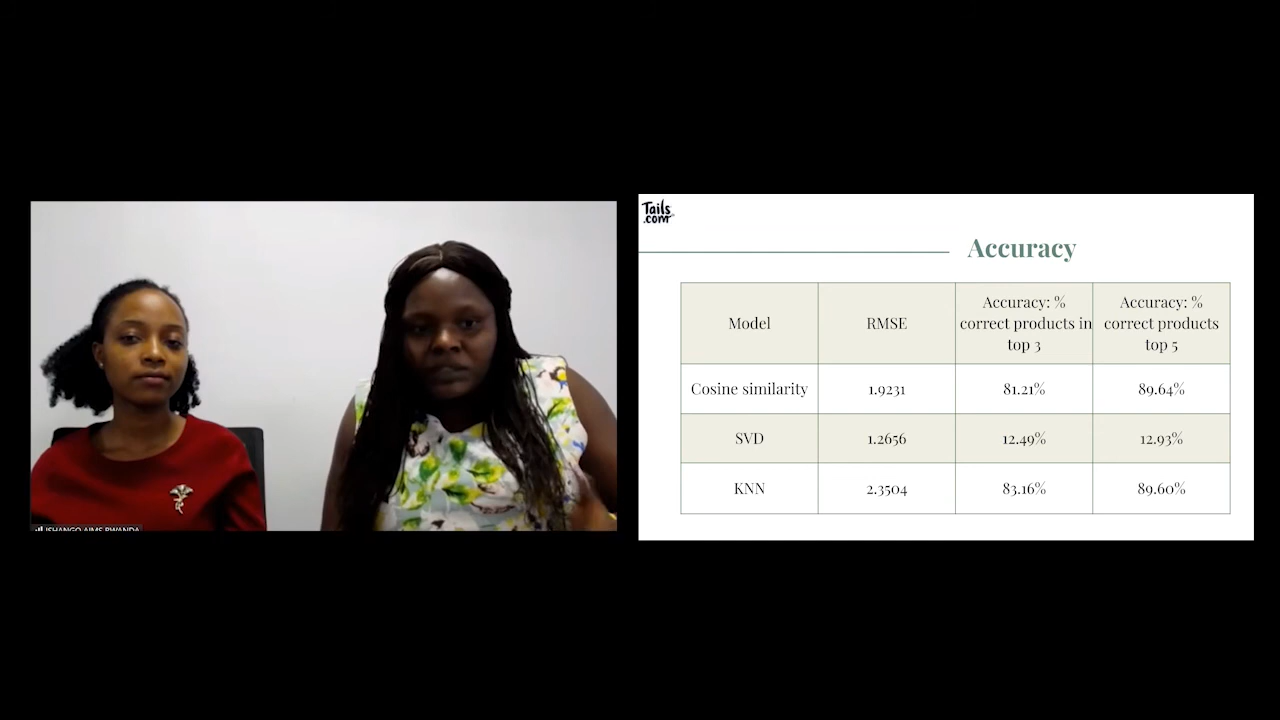 ISHANGO AIMS RWANDA
Tails
.com
Accuracy
Model
RMSE
Accuracy: %
correct products in
top 3
Accuracy: %
correct products
top 5
Cosine similarity
1.9231
81.21%
89.64%
SVD
1.2656
12.49%
12.93%
KNN
2.3504
83.16%
89.60%